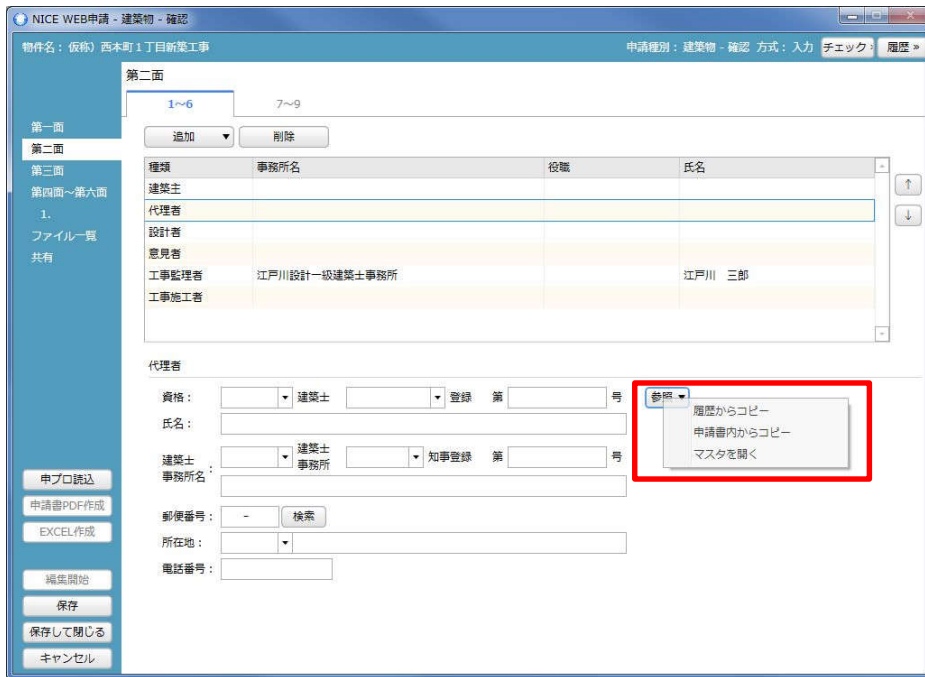 NICE WEB申請 - 建築物 - 確認
物件名：仮称）西本町１丁目新築工事 申請種別：建築物 - 確認 方式：入力 チェック› 履歴 »
第二面
1～6 7～9
追加 ▼ 削除
第一面
第二面
第三面
第四面～第六面
1.
ファイル一覧
共有
種類 事務所名 役職 氏名
建築主
代理者
設計者
意見者
工事監理者 江戸川設計一級建築士事務所 江戸川　三郎
工事施工者
↑
↓
代理者
資格： 建築士 登録 第 号 参照 ▼
氏名：
建築士事務所名： 建築士事務所 知事登録 第 号
郵便番号： - 検索
所在地：
電話番号：
履歴からコピー
申請書内からコピー
マスタを開く
申プロ読込
申請書PDF作成
EXCEL作成
編集開始
保存
保存して閉じる
キャンセル